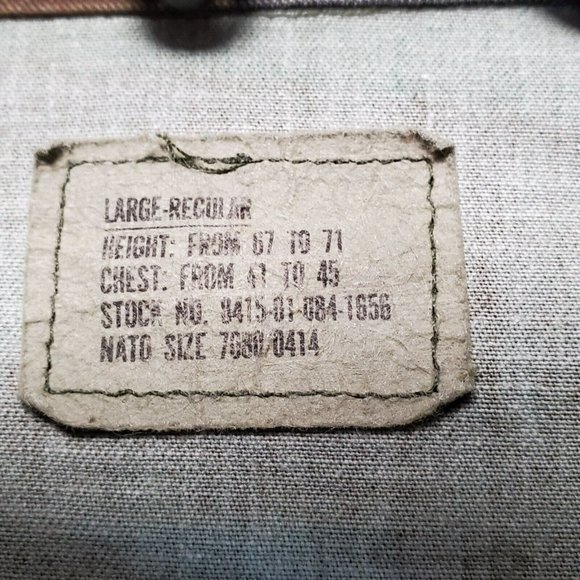 LARGE-REGULAR
HEIGHT: FROM 67 TO 71
CHEST: FROM 41 TO 45
STOCK NO. 8415-01-084-1656
NATO SIZE 7080/0414